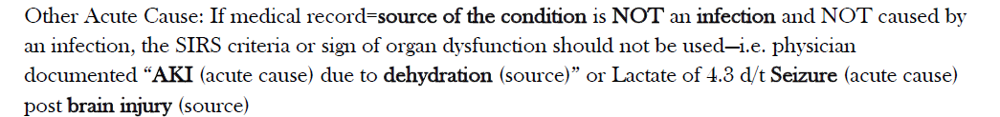 Other Acute Cause: If medical record=source of the condition is NOT an infection and NOT caused by
an infection, the SIRS criteria or sign of organ dysfunction should not be used—i.e. physician
documented “AKI (acute cause) due to dehydration (source)” or Lactate of 4.3 d/t Seizure (acute cause)
post brain injury (source)